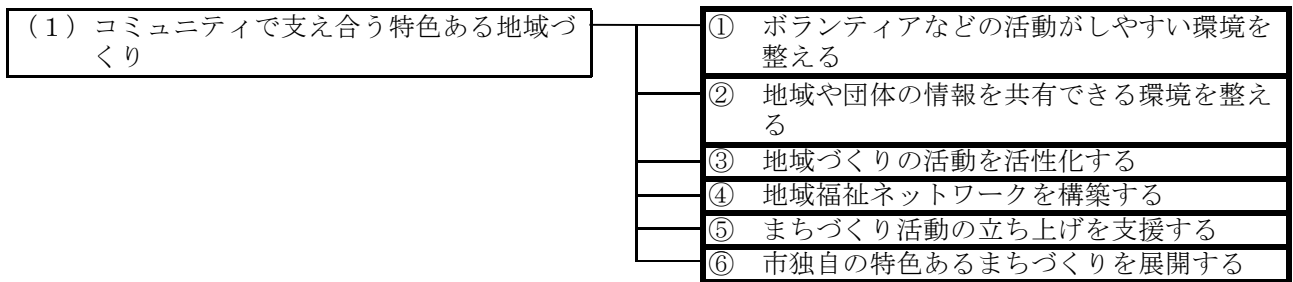 （１）コミュニティで支え合う特色ある地域づ
くり
①　ボランティアなどの活動がしやすい環境を
整える
②　地域や団体の情報を共有できる環境を整え
る
③　地域づくりの活動を活性化する
④　地域福祉ネットワークを構築する
⑤　まちづくり活動の立ち上げを支援する
⑥　市独自の特色あるまちづくりを展開する